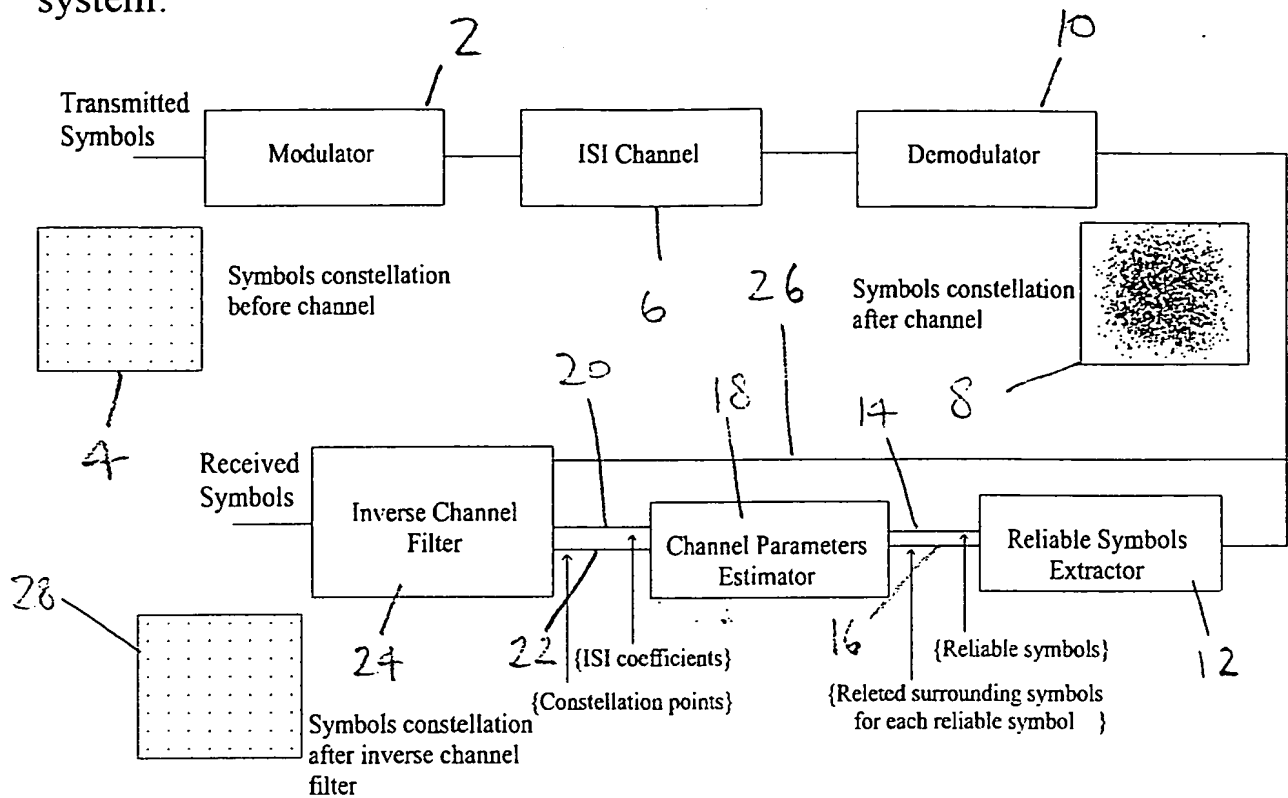 system:
2
10
Transmitted
Symbols
Modulator
ISI Channel
Demodulator
Symbols constellation
before channel
6
26
Symbols constellation
after channel
4
20
18
14
8
Received
Symbols
Inverse Channel
Filter
Channel Parameters
Estimator
Reliable Symbols
Extractor
28
24
22
{ISI coefficients}
16
{Reliable symbols}
12
{Constellation points}
{Releted surrounding symbols
for each reliable symbol }
Symbols constellation
after inverse channel
filter